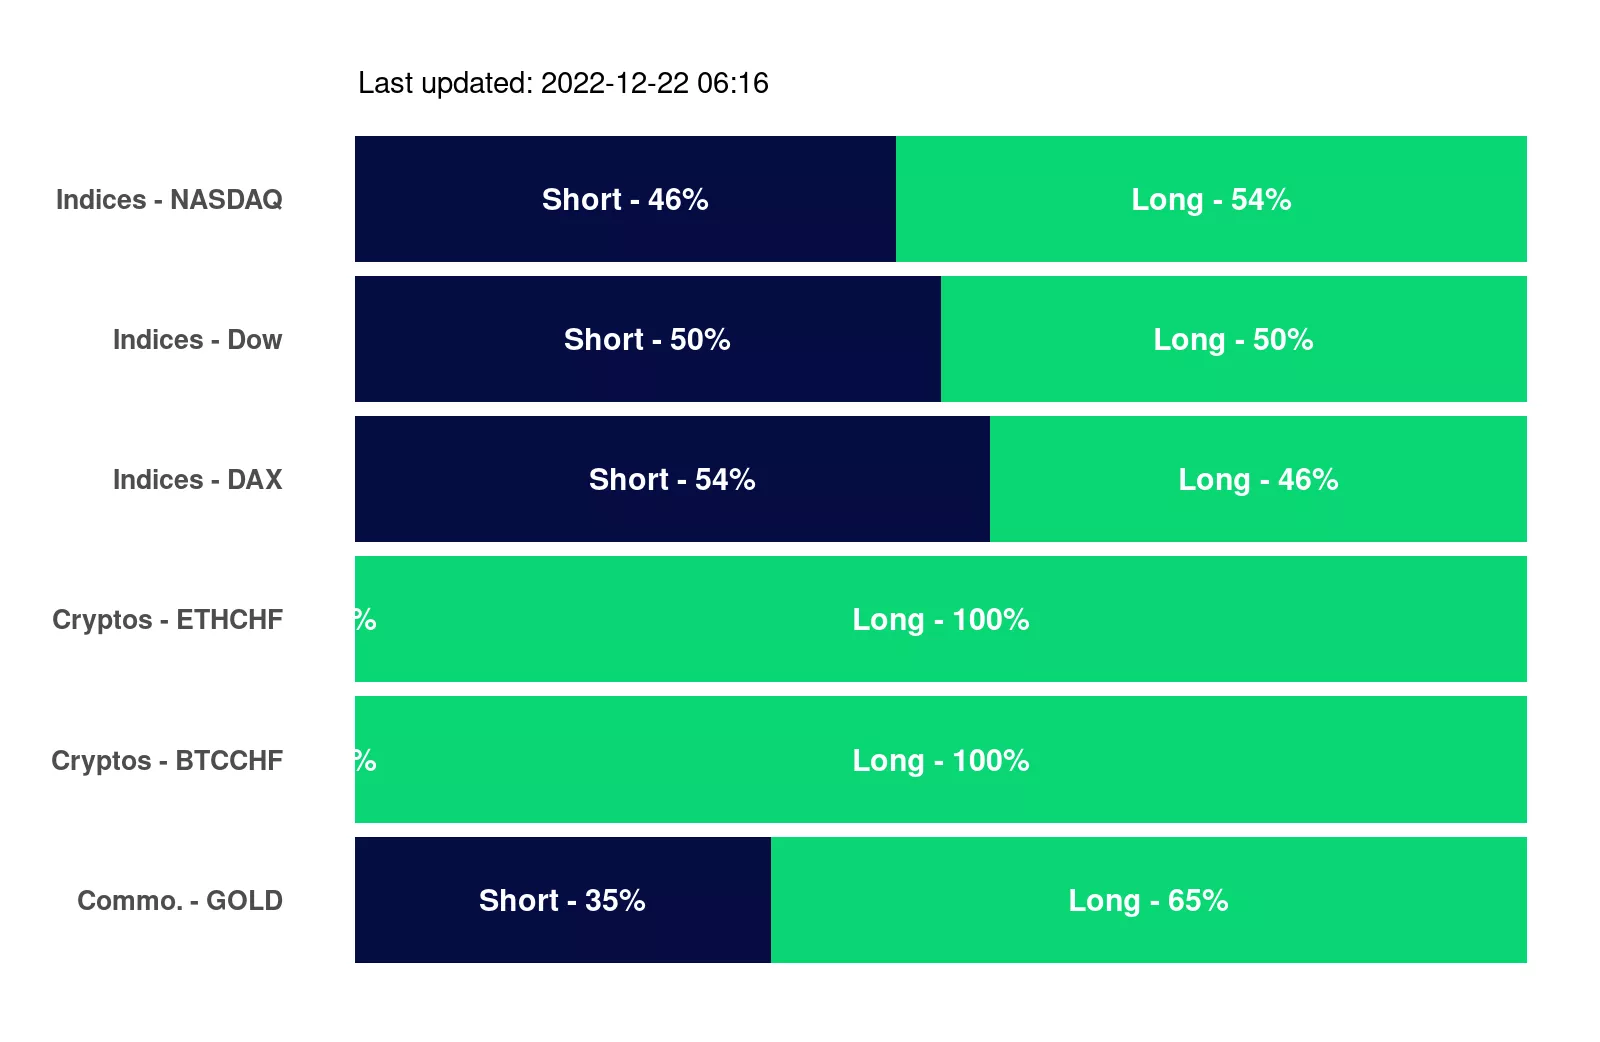 Last updated: 2022-12-22 06:16
Indices - NASDAQ Short - 46% Long - 54%
Indices - Dow Short - 50% Long - 50%
Indices - DAX Short - 54% Long - 46%
Cryptos - ETHCHF % Long - 100%
Cryptos - BTCCHF % Long - 100%
Commo. - GOLD Short - 35% Long - 65%